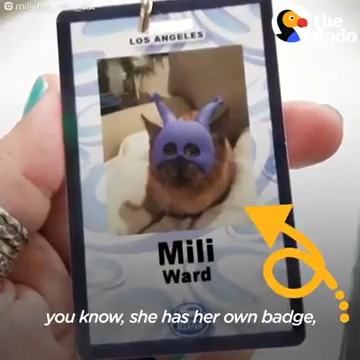 the
dodo
LOS ANGELES
Mili
Ward
you know, she has her own badge,